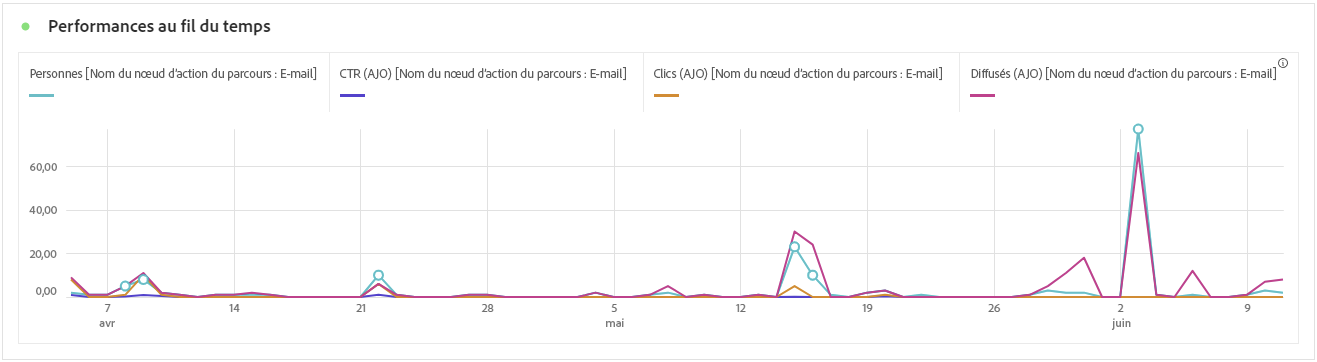 Performances au fil du temps
Personnes [Nom du nœud d'action du parcours : E-mail]
CTR (AJO) [Nom du nœud d'action du parcours : E-mail]
Clics (AJO) [Nom du nœud d'action du parcours : E-mail]
Diffusés (AJO) [Nom du nœud d'action du parcours : E-mail]
60,00
40,00
20,00
0,00
7 14 21 28 5 12 19 26 2 9
avr mai juin